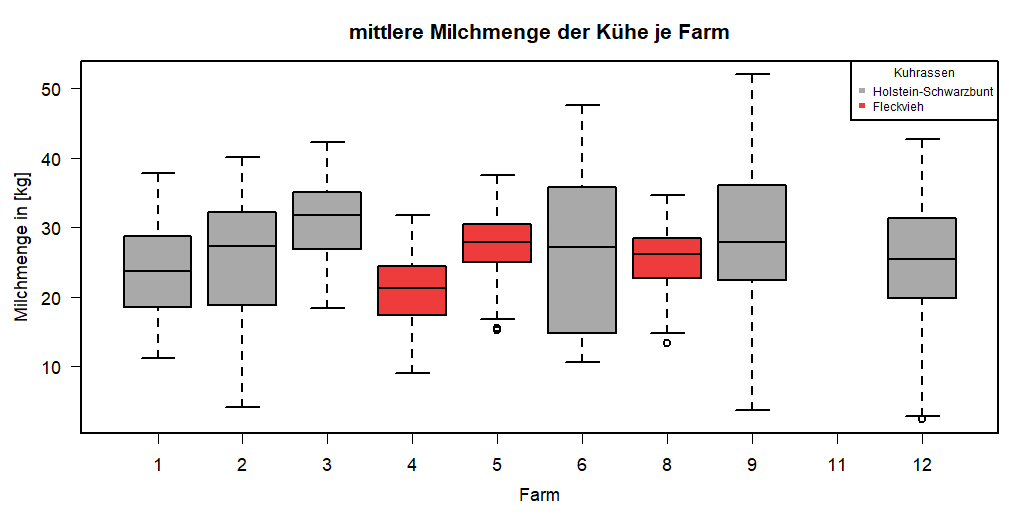 mittlere Milchmenge der Kühe je Farm
Kuhrassen
Holstein-Schwarzbunt
Fleckvieh
Milchmenge in [kg]
50
40
30
20
10
1 2 3 4 5 6 8 9 11 12
Farm